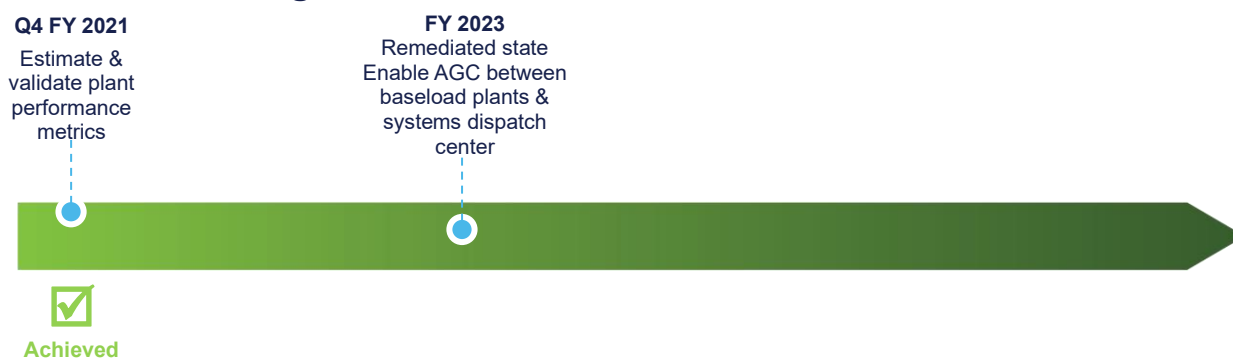 Q4 FY 2021
Estimate &
validate plant
performance
metrics
FY 2023
Remediated state
Enable AGC between
baseload plants &
systems dispatch
center
Achieved